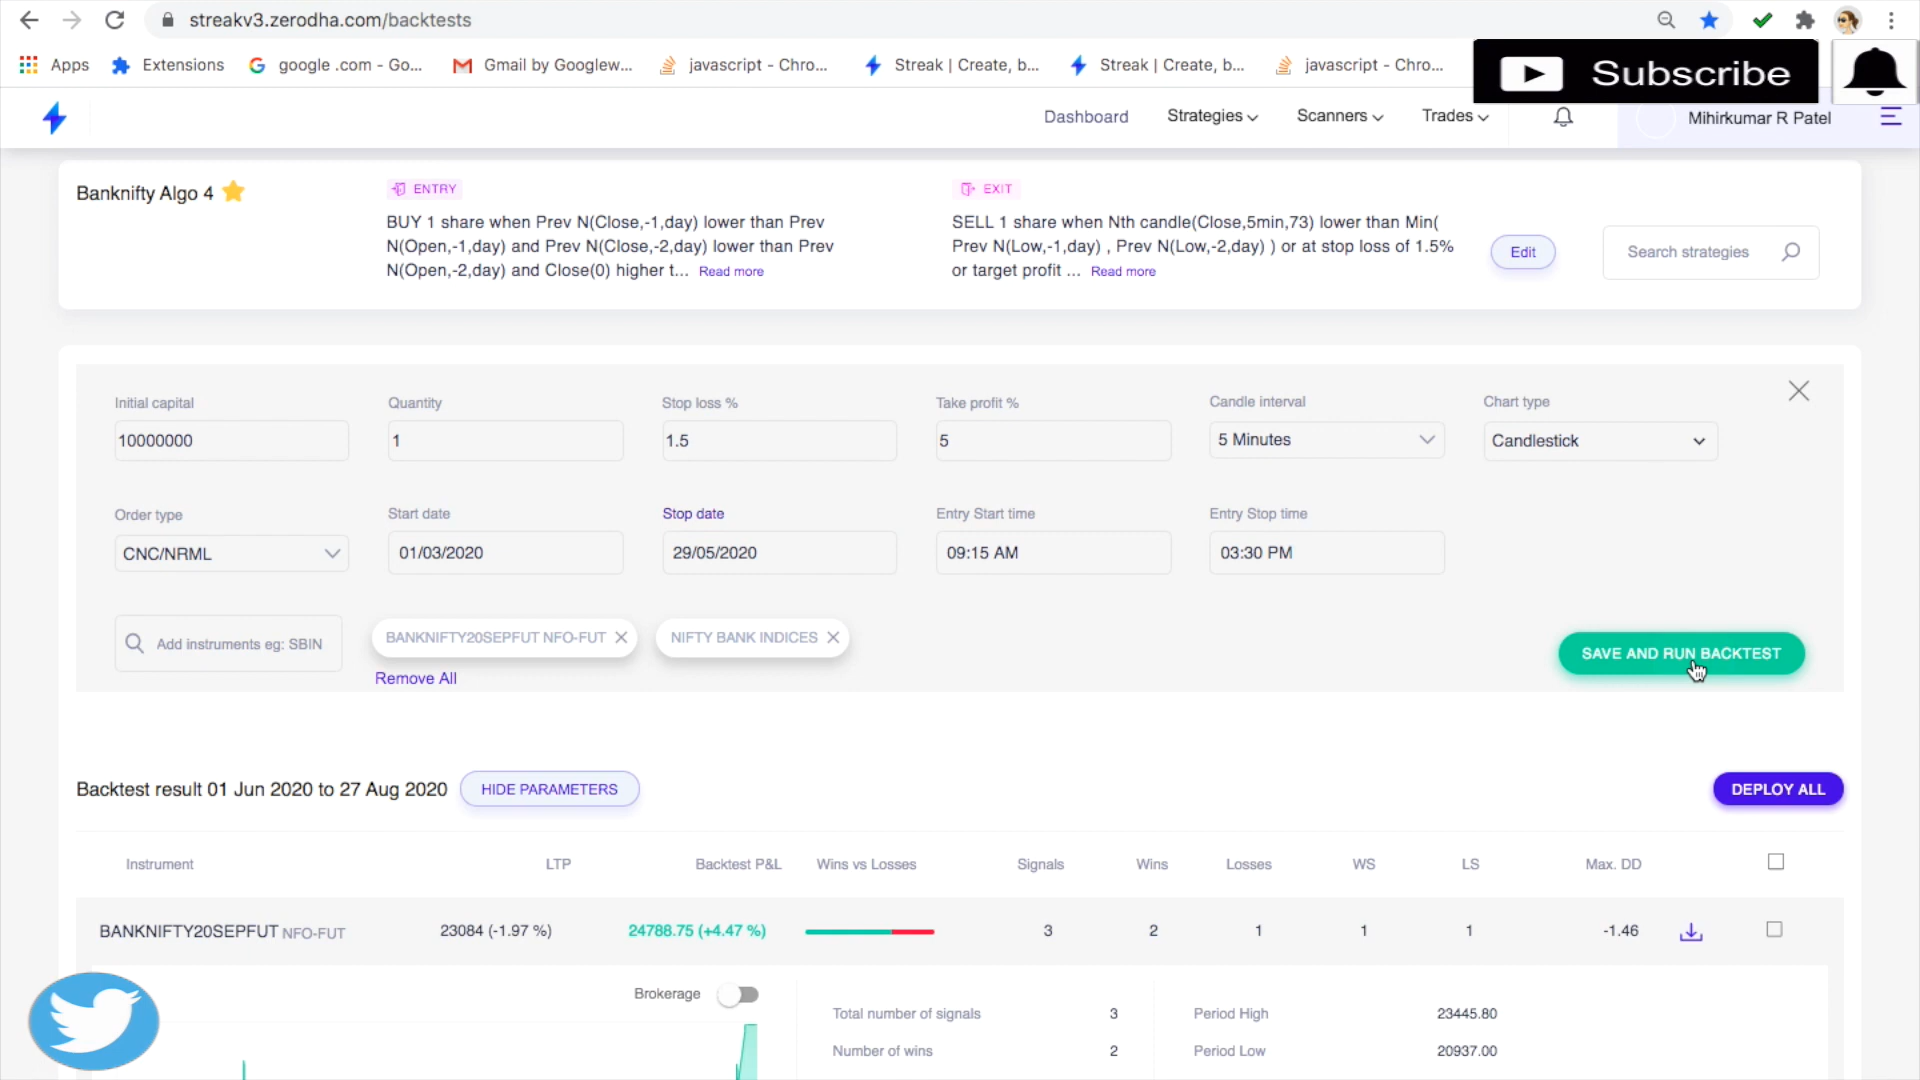 streakv3.zerodha.com/backtests
Apps
Extensions
google .com - Go...
Gmail by Googlew...
javascript - Chro...
Streak | Create, b...
Streak | Create, b...
javascript - Chro...
Subscribe
Dashboard
Strategies
Scanners
Trades
Mihirkumar R Patel
Banknifty Algo 4
ENTRY
BUY 1 share when Prev N(Close,-1,day) lower than Prev
N(Open,-1,day) and Prev N(Close,-2,day) lower than Prev
N(Open,-2,day) and Close(0) higher t... Read more
EXIT
SELL 1 share when Nth candle(Close,5min,73) lower than Min(
Prev N(Low,-1,day) , Prev N(Low,-2,day) ) or at stop loss of 1.5%
or target profit ... Read more
Edit
Search strategies
Initial capital
Quantity
Stop loss %
Take profit %
Candle interval
Chart type
10000000
1
1.5
5
5 Minutes
Candlestick
Order type
Start date
Stop date
Entry Start time
Entry Stop time
CNC/NRML
01/03/2020
29/05/2020
09:15 AM
03:30 PM
Add instruments eg: SBIN
BANKNIFTY20SEPFUT NFO-FUT
NIFTY BANK INDICES
Remove All
SAVE AND RUN BACKTEST
Backtest result 01 Jun 2020 to 27 Aug 2020
HIDE PARAMETERS
DEPLOY ALL
Instrument
LTP
Backtest P&L
Wins vs Losses
Signals
Wins
Losses
WS
LS
Max. DD
BANKNIFTY20SEPFUT NFO-FUT
23084 (-1.97 %)
24788.75 (+4.47 %)
3
2
1
1
1
-1.46
Brokerage
Total number of signals
3
Period High
23445.80
Number of wins
2
Period Low
20937.00